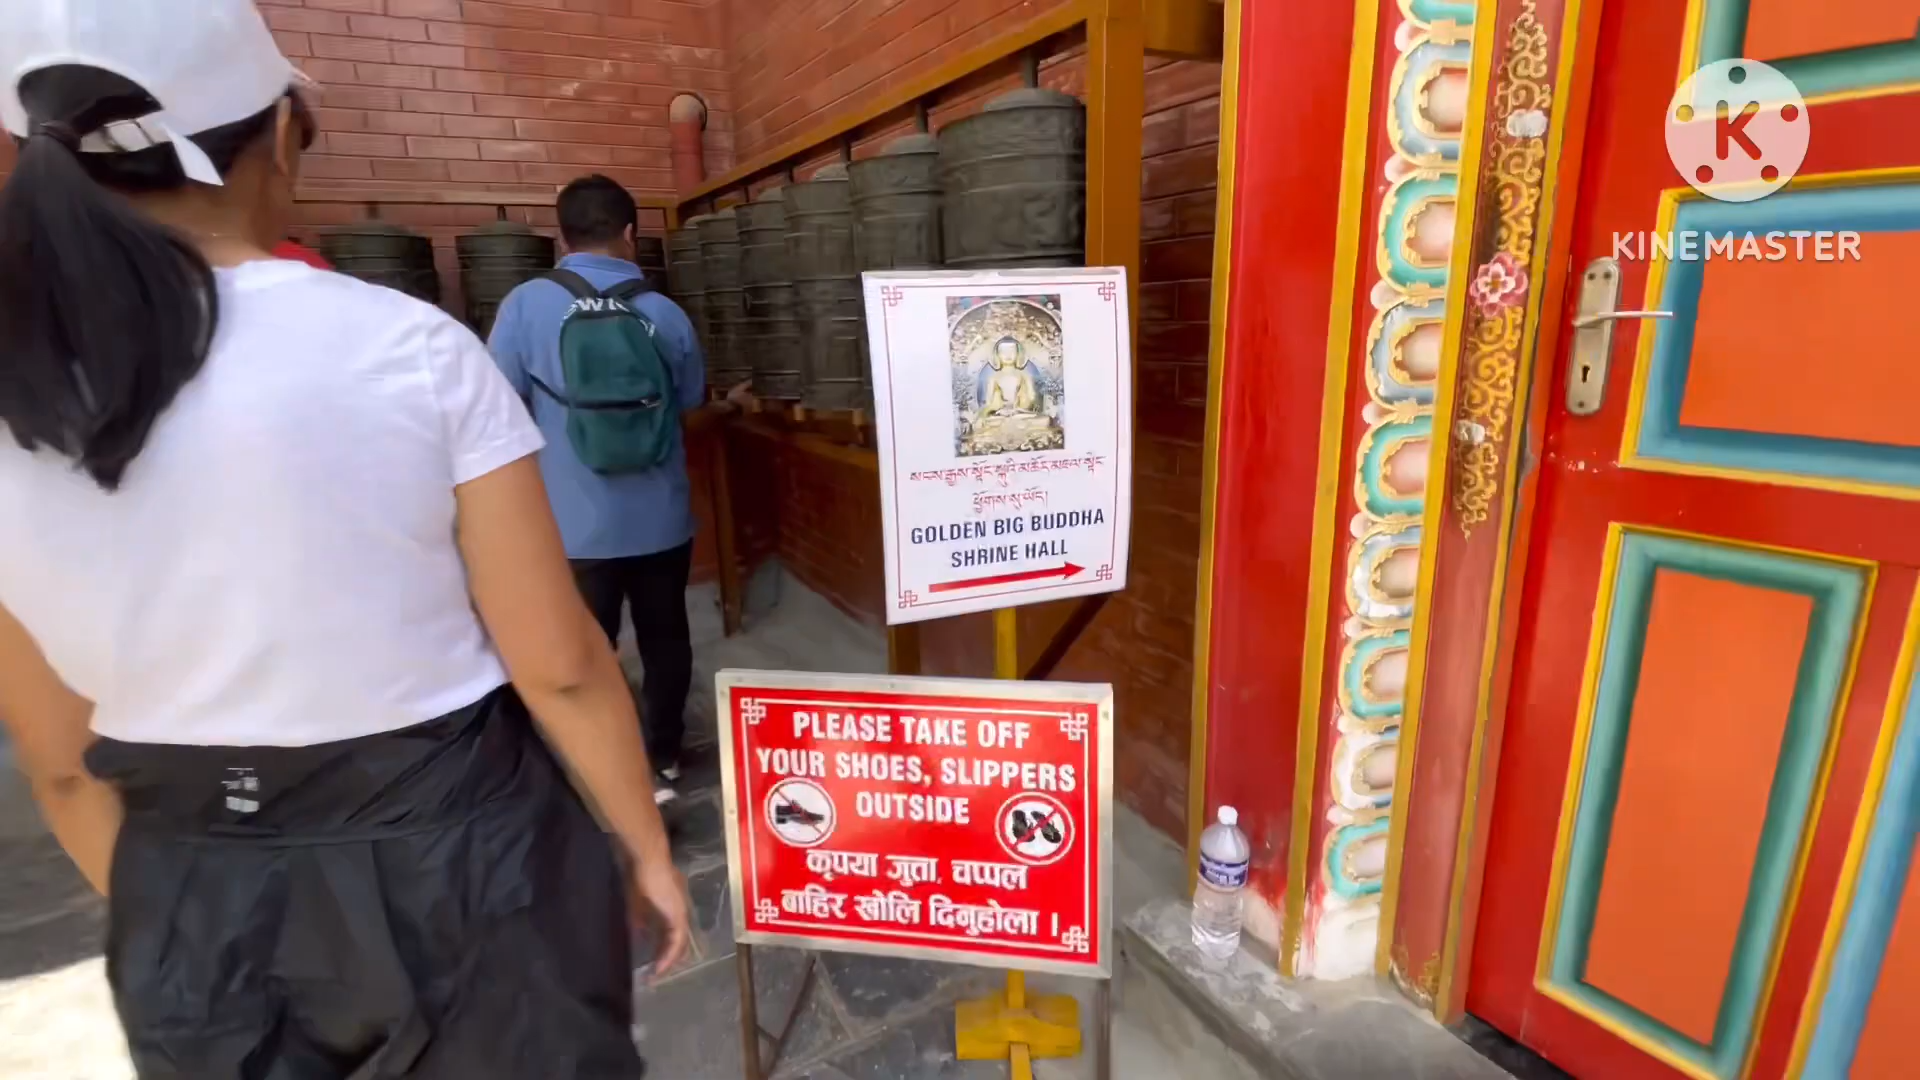 K
KINEMASTER
GOLDEN BIG BUDDHA
SHRINE HALL
PLEASE TAKE OFF
YOUR SHOES, SLIPPERS
OUTSIDE
कृपया जुत्ता, चप्पल
बाहिर खोलि दिनुहोला ।